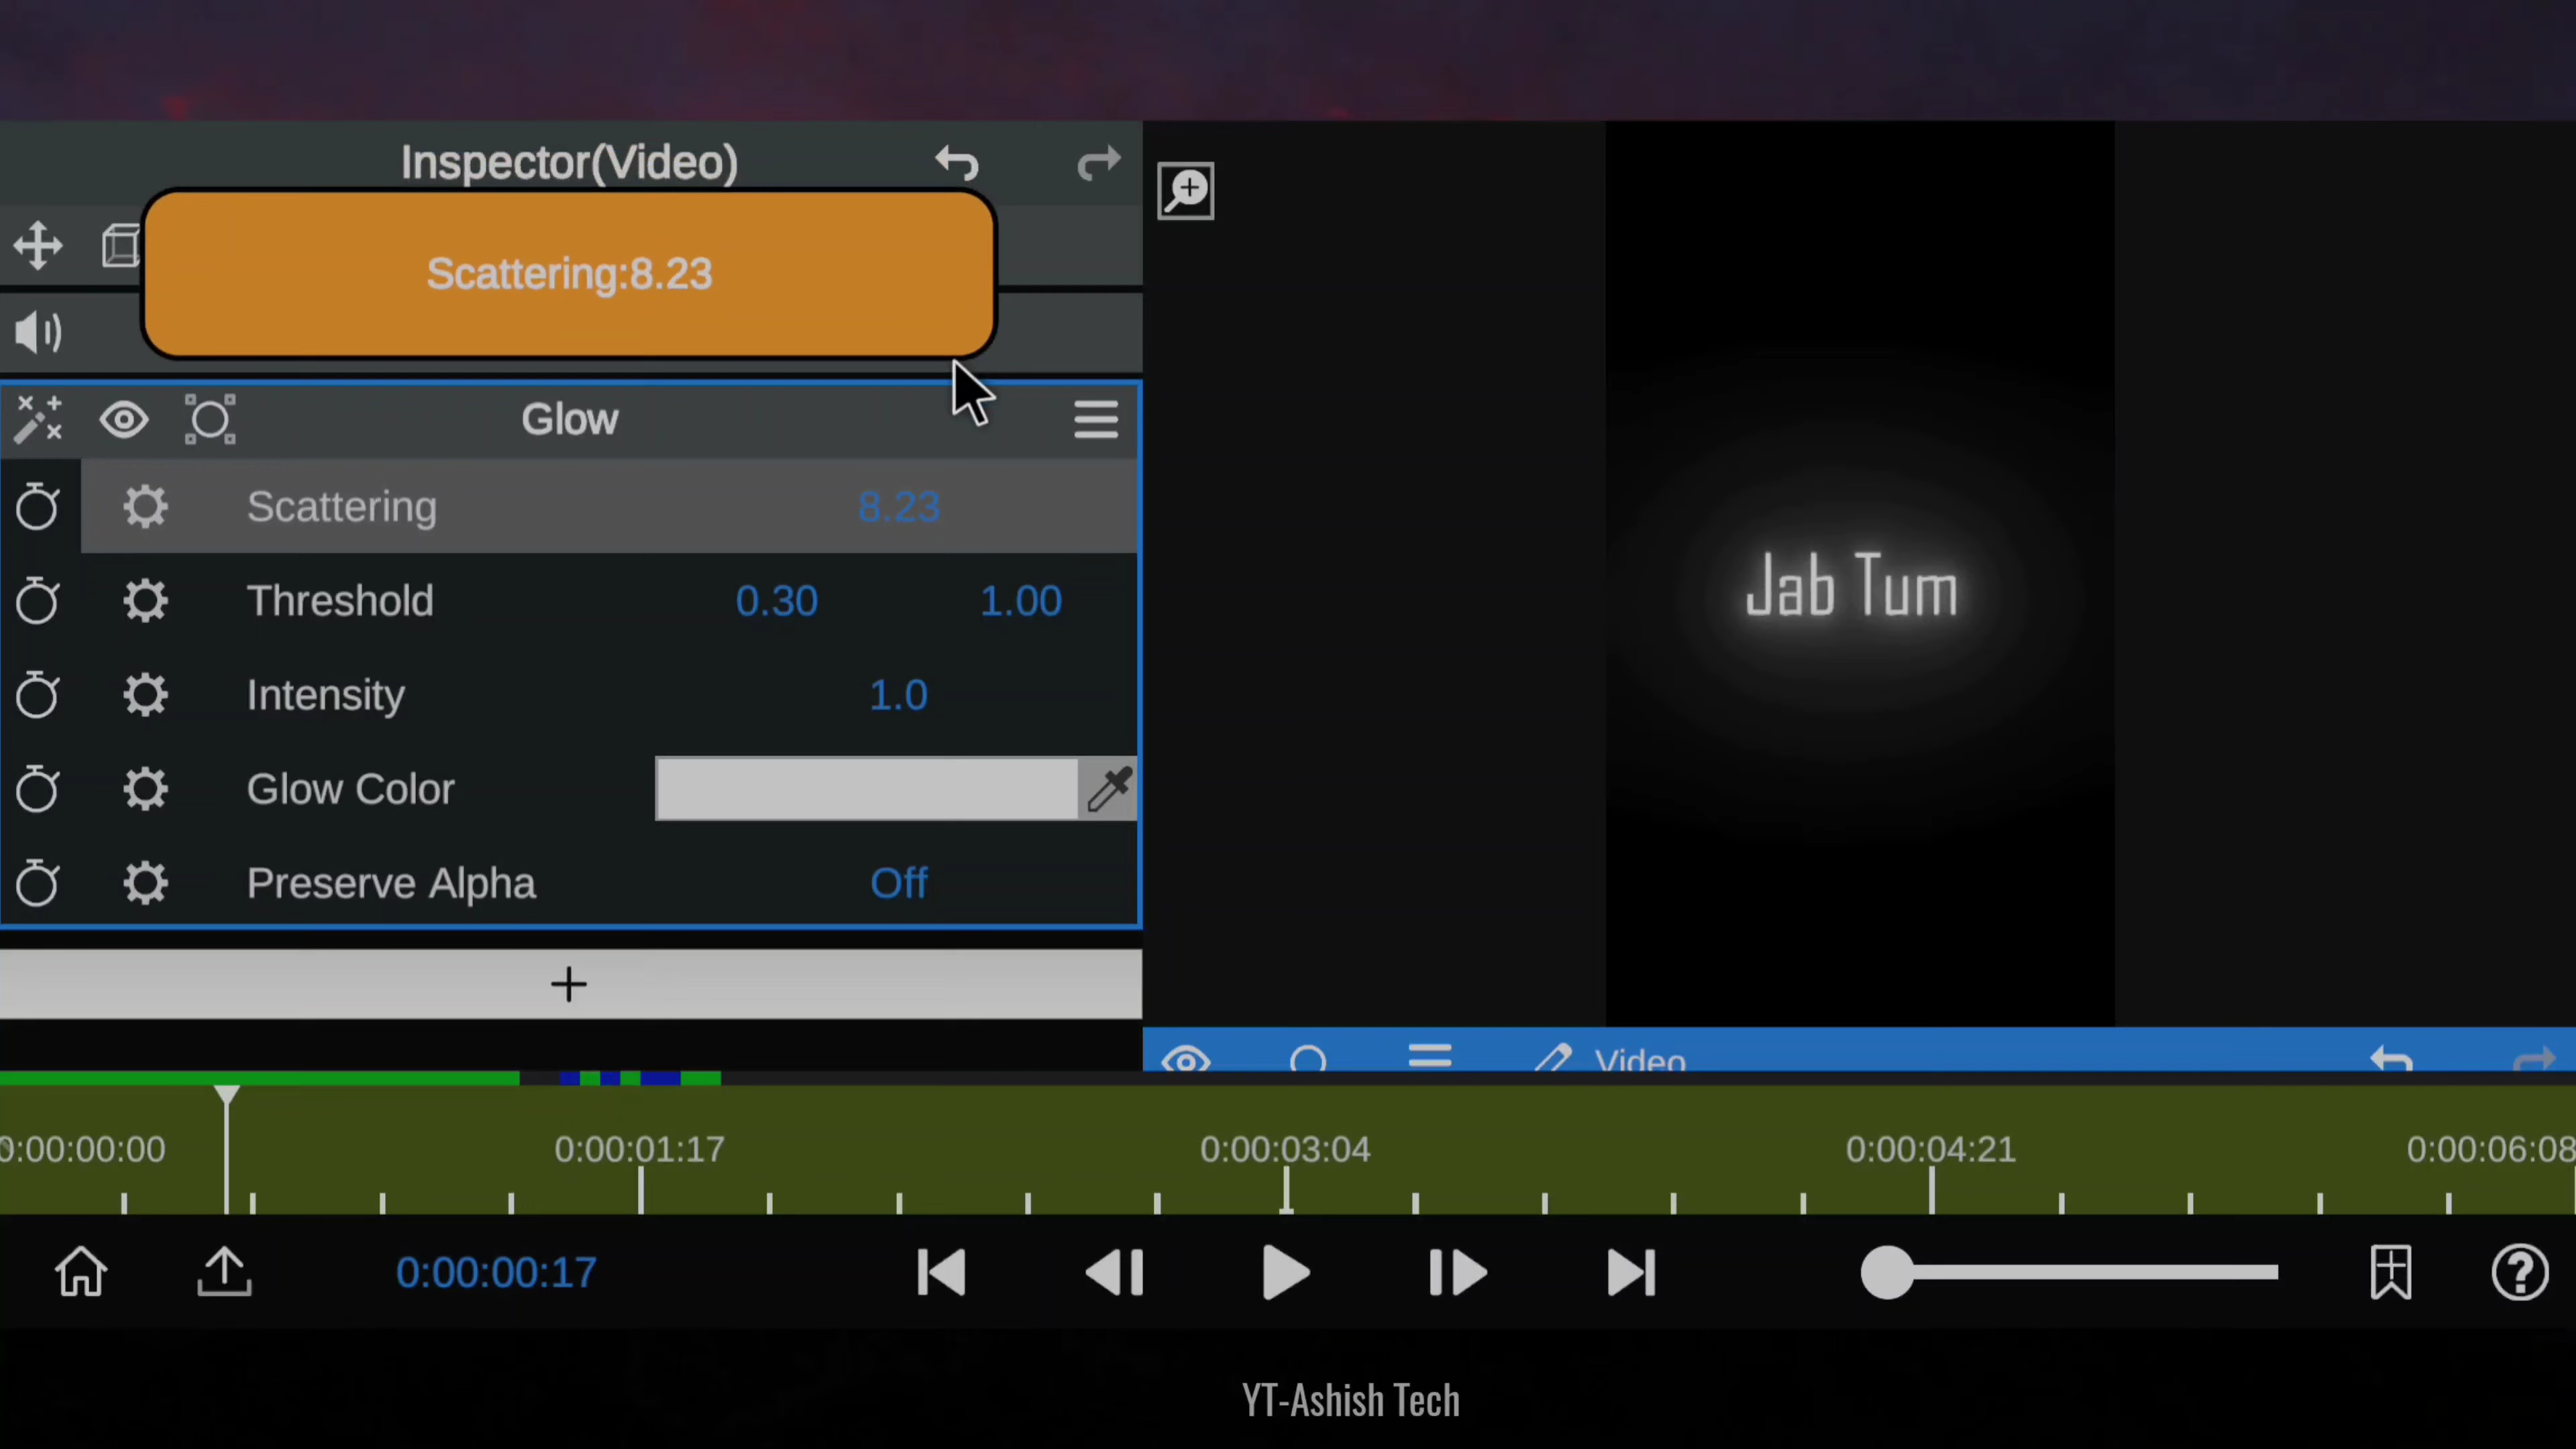 Inspector(Video)
Scattering:8.23
Glow
Scattering 8.23
Threshold 0.30 1.00
Intensity 1.0
Glow Color
Preserve Alpha Off
Jab Tum
Video
0:00:00:00 0:00:01:17 0:00:03:04 0:00:04:21 0:00:06:08
0:00:00:17
YT-Ashish Tech